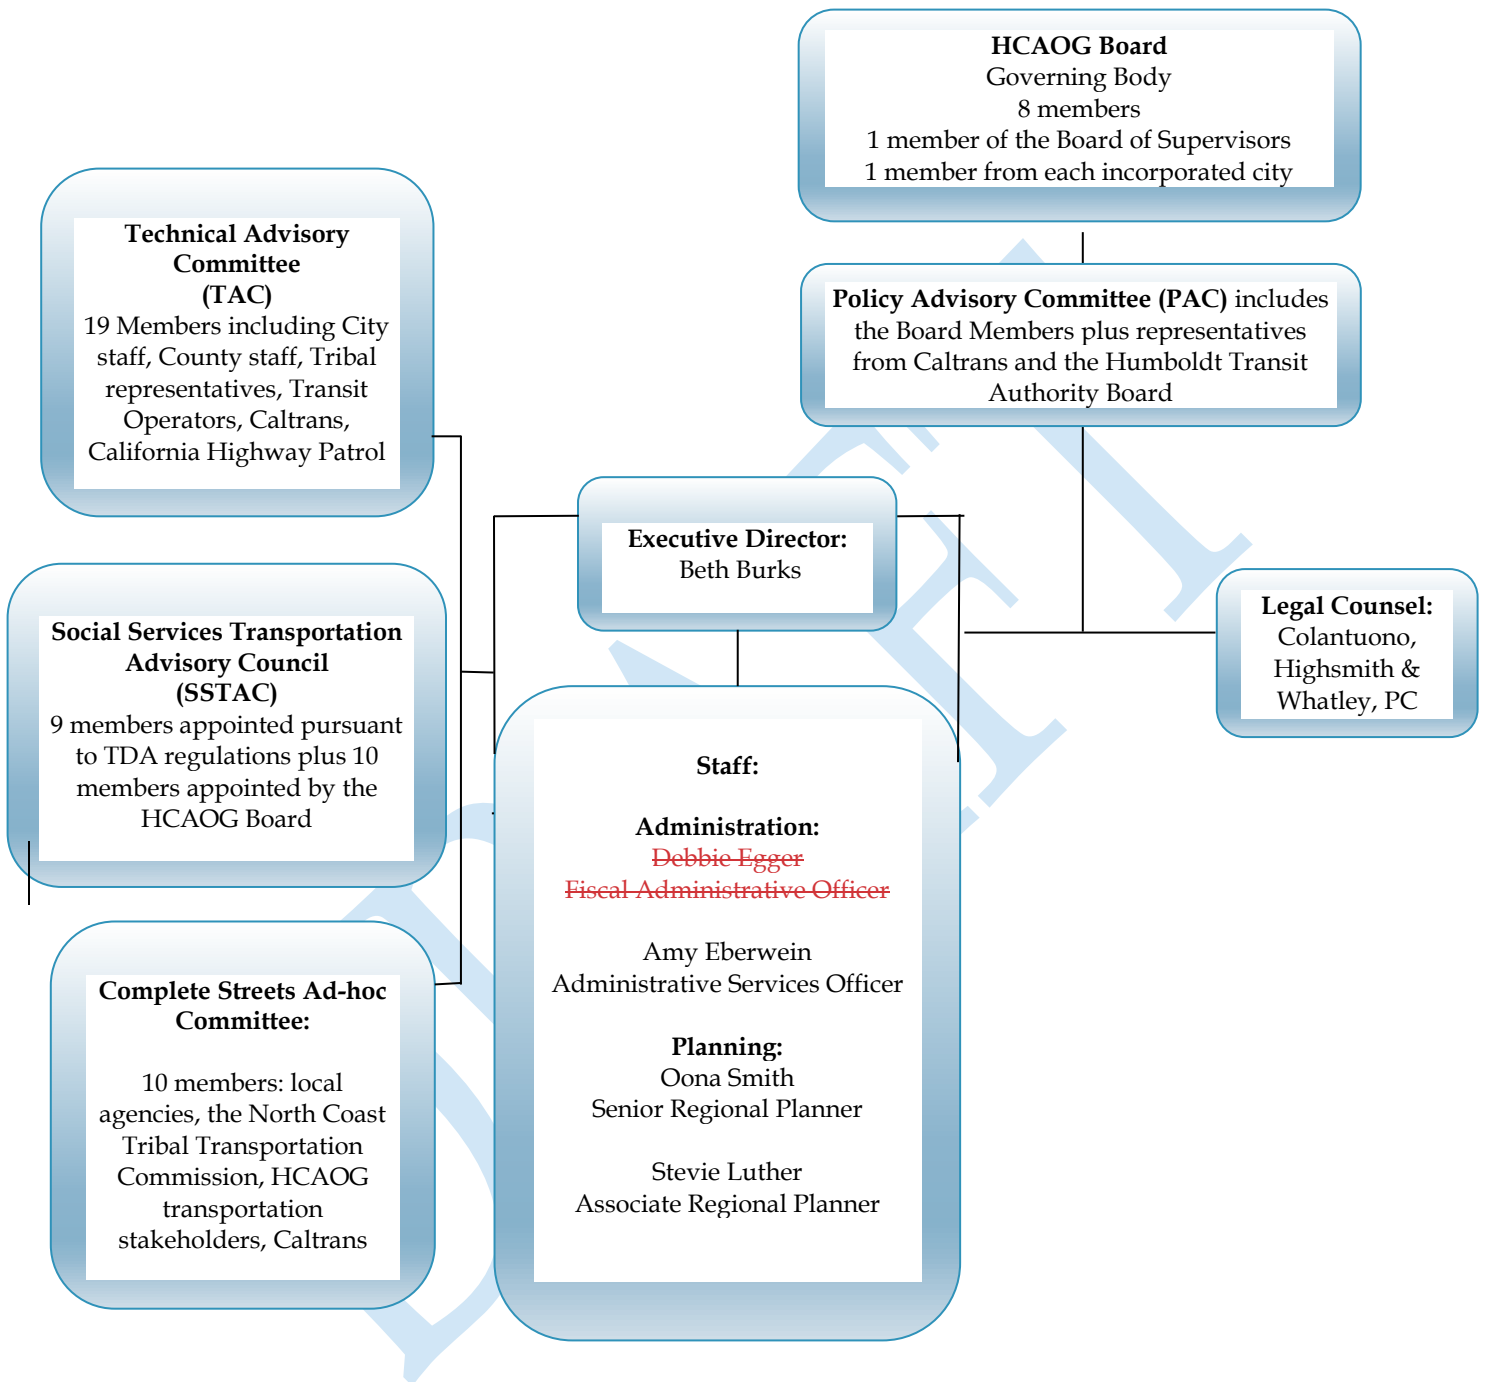 HCAOG Board
Governing Body
8 members
1 member of the Board of Supervisors
1 member from each incorporated city
Technical Advisory
Committee
(TAC)
19 Members including City
staff, County staff, Tribal
representatives, Transit
Operators, Caltrans,
California Highway Patrol
Policy Advisory Committee (PAC) includes
the Board Members plus representatives
from Caltrans and the Humboldt Transit
Authority Board
Executive Director:
Beth Burks
Legal Counsel:
Colantuono,
Highsmith &
Whatley, PC
Social Services Transportation
Advisory Council
(SSTAC)
9 members appointed pursuant
to TDA regulations plus 10
members appointed by the
HCAOG Board
Staff:
Administration:
Debbie Egger
Fiscal Administrative Officer
Amy Eberwein
Administrative Services Officer
Planning:
Oona Smith
Senior Regional Planner
Stevie Luther
Associate Regional Planner
Complete Streets Ad-hoc
Committee:
10 members: local
agencies, the North Coast
Tribal Transportation
Commission, HCAOG
transportation
stakeholders, Caltrans
DRAFT